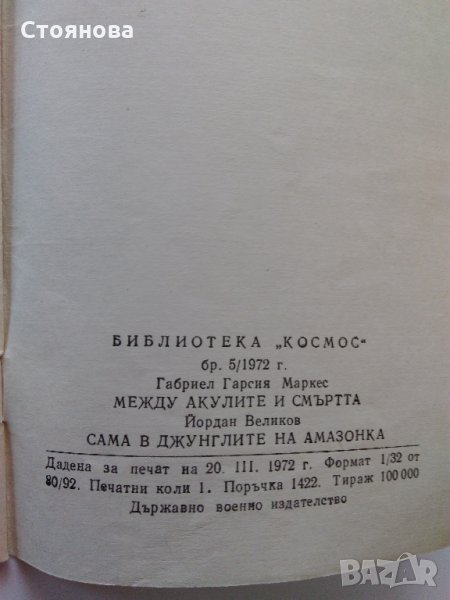 Стоянова
БИБЛИОТЕКА „КОСМОС“
бр. 5/1972 г.
Габриел Гарсия Маркес
МЕЖДУ АКУЛИТЕ И СМЪРТТА
Йордан Великов
САМА В ДЖУНГЛИТЕ НА АМАЗОНКА
Дадена за печат на 20. III. 1972 г. Формат 1/32 от
80/92. Печатни коли 1. Поръчка 1422. Тираж 100 000
Държавно военно издателство
BAZAR